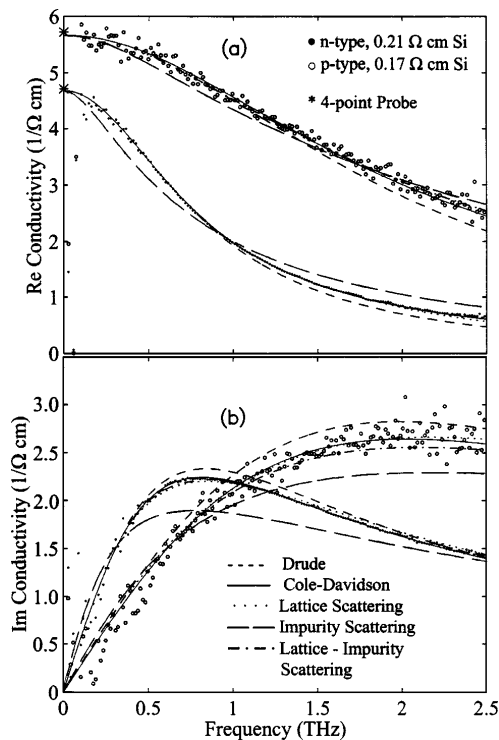 6
5
4
3
2
1
0
Re Conductivity (1/Ω cm)
(a)
● n-type, 0.21 Ω cm Si
○ p-type, 0.17 Ω cm Si
* 4-point Probe
3.0
2.5
2.0
1.5
1.0
0.5
0
Im Conductivity (1/Ω cm)
(b)
Drude
Cole-Davidson
Lattice Scattering
Impurity Scattering
Lattice - Impurity
Scattering
0 0.5 1 1.5 2.0 2.5
Frequency (THz)